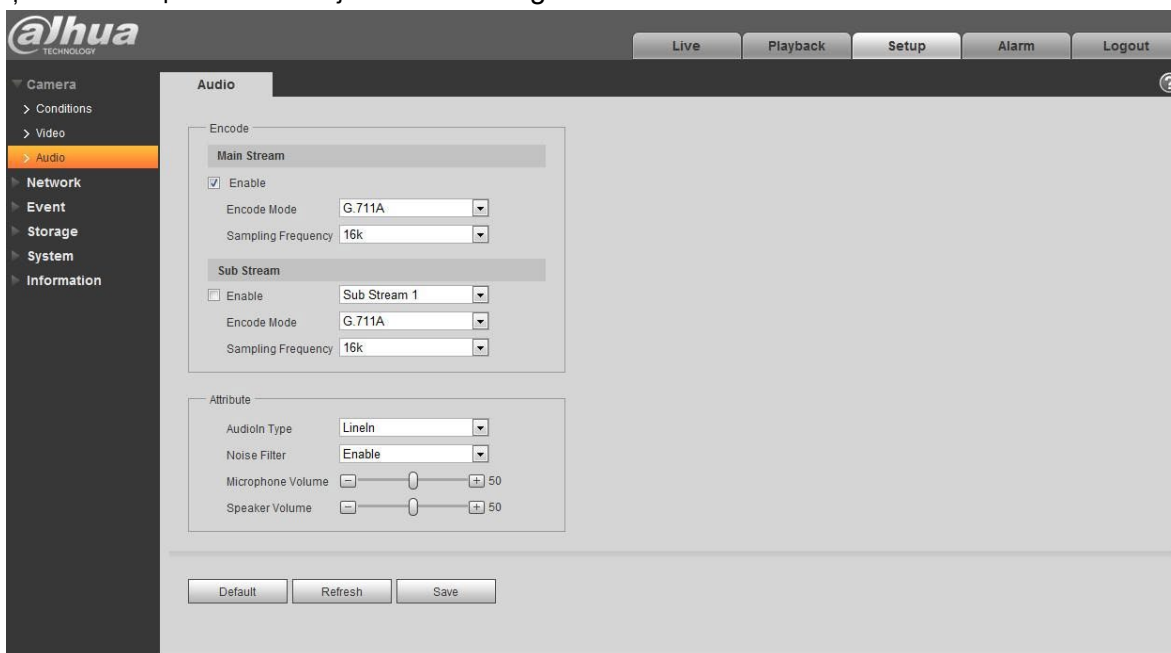 alhua
TECHNOLOGY
Live
Playback
Setup
Alarm
Logout
Camera
Conditions
Video
Audio
Network
Event
Storage
System
Information
Audio
?
Encode
Main Stream
Enable
Encode Mode G.711A
Sampling Frequency 16k
Sub Stream
Enable Sub Stream 1
Encode Mode G.711A
Sampling Frequency 16k
Attribute
AudioIn Type LineIn
Noise Filter Enable
Microphone Volume 50
Speaker Volume 50
Default
Refresh
Save